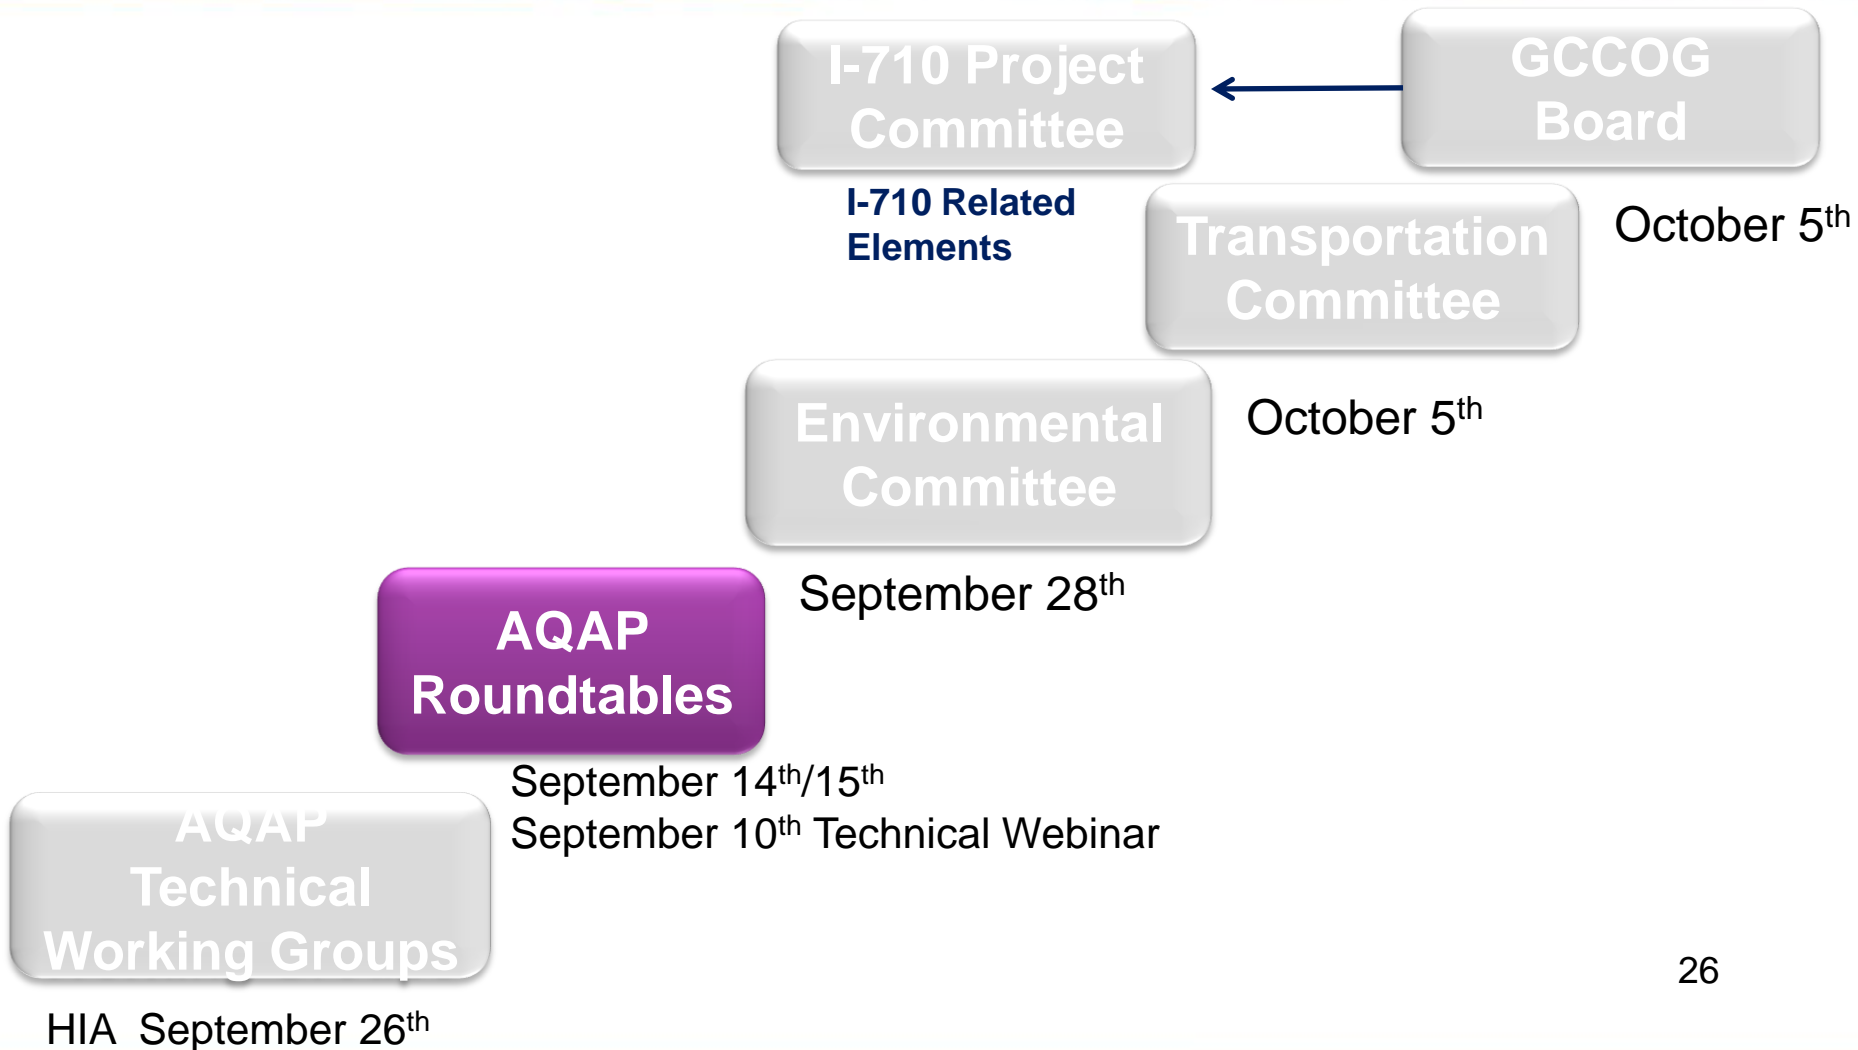 I-710 Project
Committee
GCCOG
Board
I-710 Related
Elements
Transportation
Committee
October 5th
Environmental
Committee
October 5th
AQAP
Roundtables
September 28th
September 14th/15th
September 10th Technical Webinar
AQAP
Technical
Working Groups
HIA September 26th
26